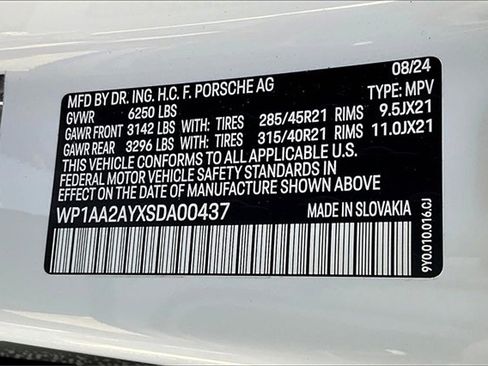 MFD BY DR. ING. H.C. F. PORSCHE AG 08/24
GVWR 6250 LBS TYPE: MPV
GAWR FRONT 3142 LBS WITH: TIRES 285/45R21 RIMS 9.5JX21
GAWR REAR 3296 LBS WITH: TIRES 315/40R21 RIMS 11.0JX21
THIS VEHICLE CONFORMS TO ALL APPLICABLE U.S.
FEDERAL MOTOR VEHICLE SAFETY STANDARDS IN
EFFECT ON THE DATE OF MANUFACTURE SHOWN ABOVE
WP1AA2AYXSDA00437 MADE IN SLOVAKIA
9Y0.010.016.CJ